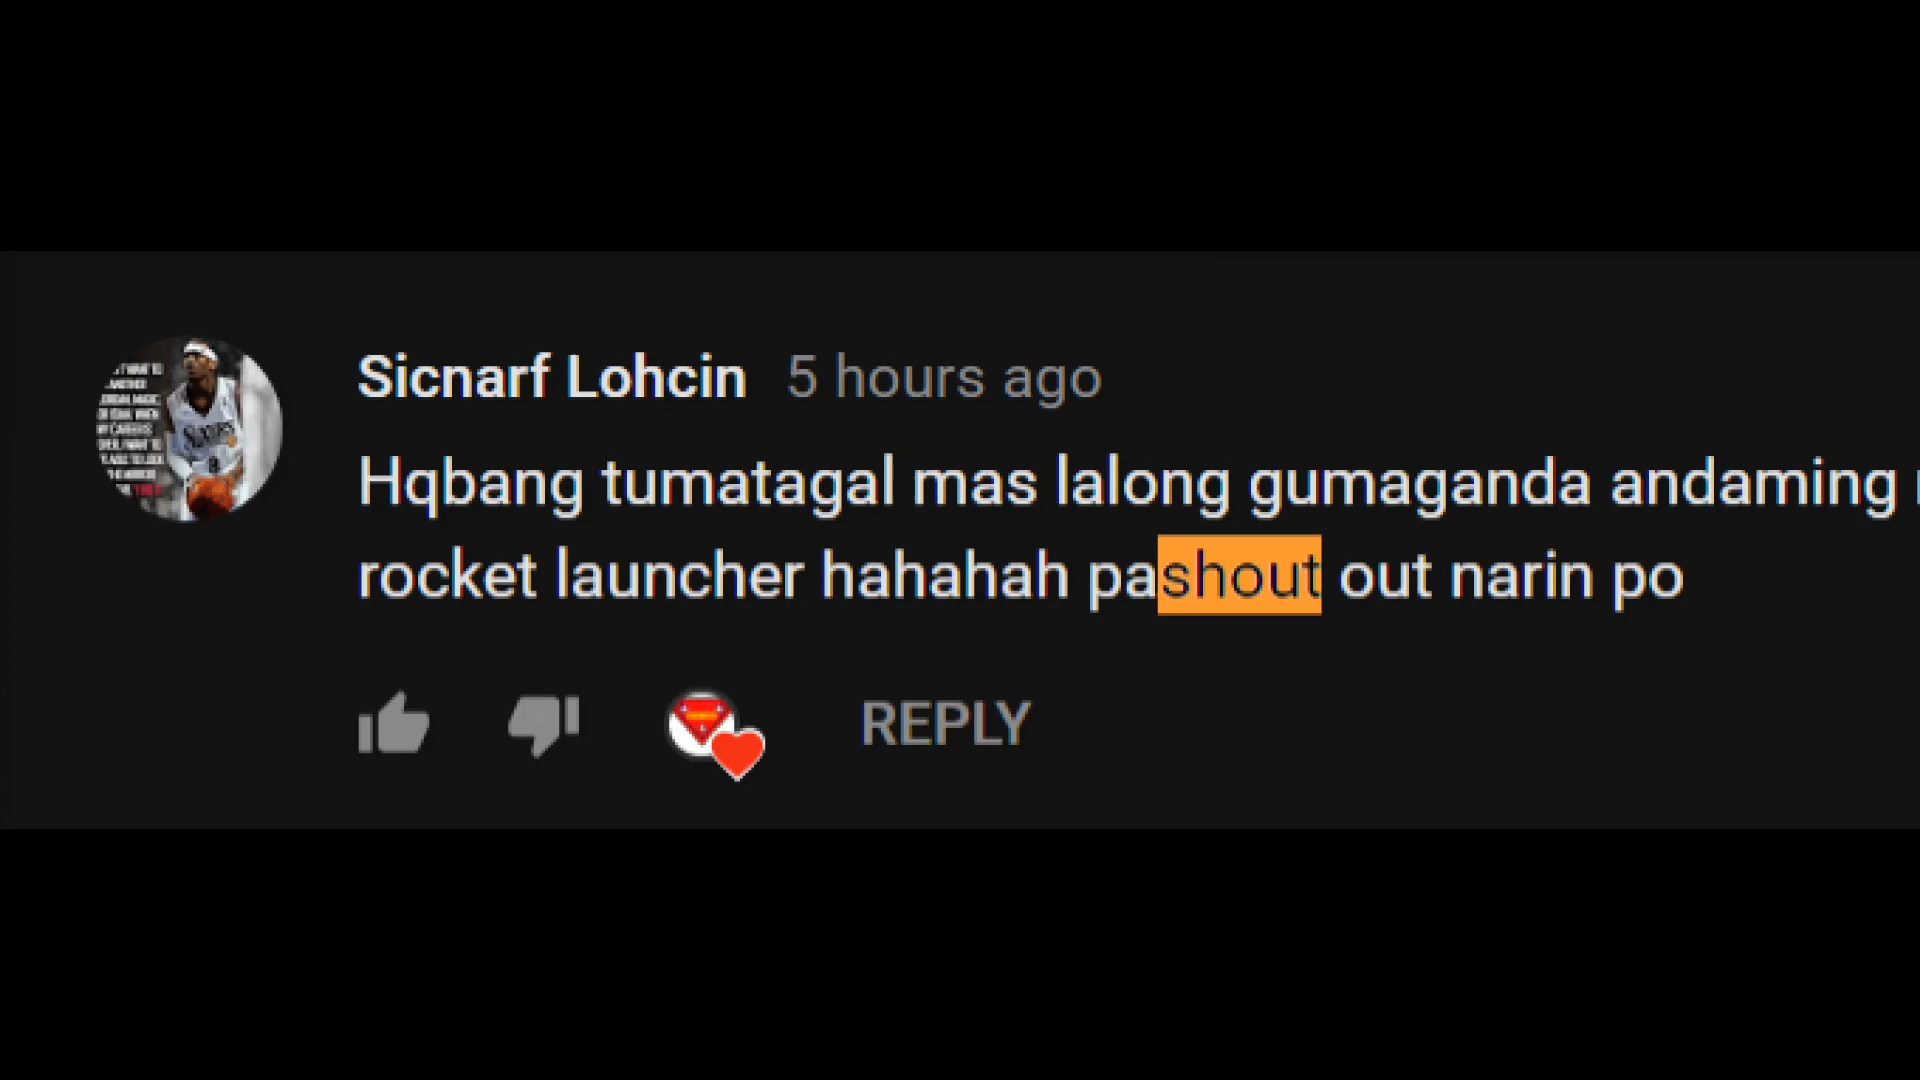 Sicnarf Lohcin 5 hours ago
Hqbang tumatagal mas lalong gumaganda andaming
rocket launcher hahahah pashout out narin po
REPLY